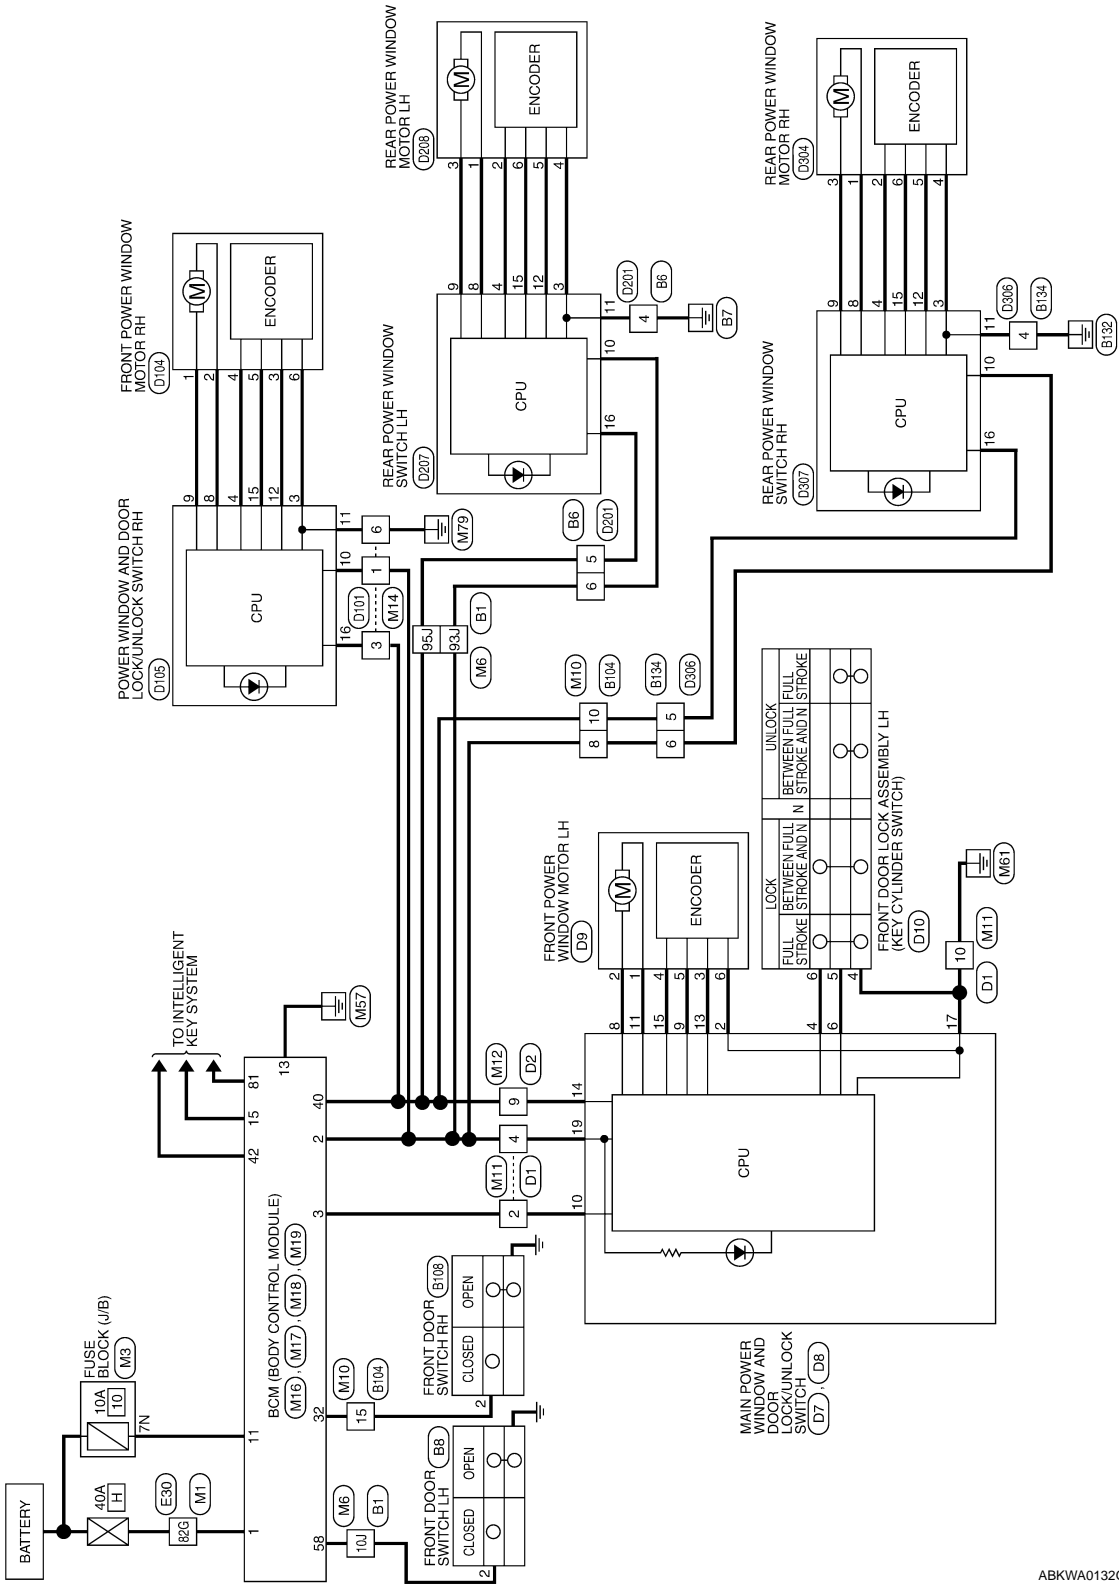 BATTERY
40A
H
E30
82G
M1
1
FUSE
BLOCK (J/B)
M3
10A
10
7N
11
BCM (BODY CONTROL MODULE)
M16 , M17 , M18 , M19
42
15
81
13
M57
TO INTELLIGENT
KEY SYSTEM
58
32
3
2
40
M6
10J
B1
FRONT DOOR
SWITCH LH
B8
CLOSED
OPEN
2
M10
15
B104
FRONT DOOR
SWITCH RH
B108
CLOSED
OPEN
2
M11
D1
2
4
M12
D2
9
10
19
14
MAIN POWER
WINDOW AND
DOOR
LOCK/UNLOCK
SWITCH
D7 , D8
CPU
8
11
15
9
13
2
4
6
17
FRONT POWER
WINDOW MOTOR LH
D9
M
ENCODER
2
1
4
5
3
6
6
5
4
LOCK
N
UNLOCK
FULL
STROKE
BETWEEN FULL
STROKE AND N
BETWEEN FULL
STROKE AND N
FULL
STROKE
FRONT DOOR LOCK ASSEMBLY LH
(KEY CYLINDER SWITCH)
D10
D1
10
M11
M61
POWER WINDOW AND DOOR
LOCK/UNLOCK SWITCH RH
D105
CPU
9
8
4
15
12
3
16
10
11
3
1
6
D101
M14
M79
FRONT POWER WINDOW
MOTOR RH
D104
M
ENCODER
1
2
4
5
3
6
95J
93J
M6
B1
B6
D201
5
6
M10
B104
10
8
B134
D306
5
6
REAR POWER WINDOW
SWITCH LH
D207
CPU
9
8
4
15
12
3
16
10
11
D201
4
B6
B7
REAR POWER WINDOW
MOTOR LH
D208
M
ENCODER
3
1
2
6
5
4
REAR POWER WINDOW
SWITCH RH
D307
CPU
9
8
4
15
12
3
16
10
11
D306
4
B134
B132
REAR POWER WINDOW
MOTOR RH
D304
M
ENCODER
3
1
2
6
5
4